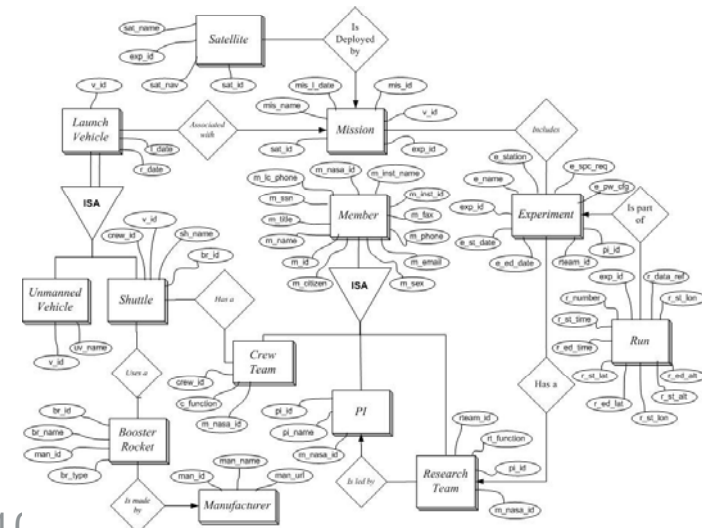 sat_name
Satellite
exp_id
sat_nav
sat_id
Is
Deployed
by
v_id
mis_l_date
mis_id
mis_name
Launch
Vehicle
Associated
with
Mission
v_id
Includes
sat_id
exp_id
l_date
r_date
e_station
e_spc_req
e_name
e_pw_cfg
exp_id
Experiment
Is part
of
e_st_date
pi_id
e_ed_date
rteam_id
m_nasa_id
m_inst_name
m_lc_phone
m_inst_id
m_ssn
Member
m_fax
m_title
m_phone
m_name
m_email
m_id
m_citizen
m_sex
ISA
ISA
v_id
crew_id
sh_name
br_id
Unmanned
Vehicle
Shuttle
Has a
uv_name
v_id
exp_id
r_data_ref
r_number
r_st_lon
r_st_time
Run
r_ed_time
r_st_lat
r_ed_alt
r_st_alt
r_ed_lat
r_st_lon
Uses a
Crew
Team
crew_id
c_function
m_nasa_id
pi_id
PI
pi_name
m_nasa_id
Has a
br_id
br_name
Booster
Rocket
man_id
br_type
rteam_id
rt_function
pi_id
Research
Team
m_nasa_id
Is led
by
Is made
by
man_id
man_name
man_url
Manufacturer